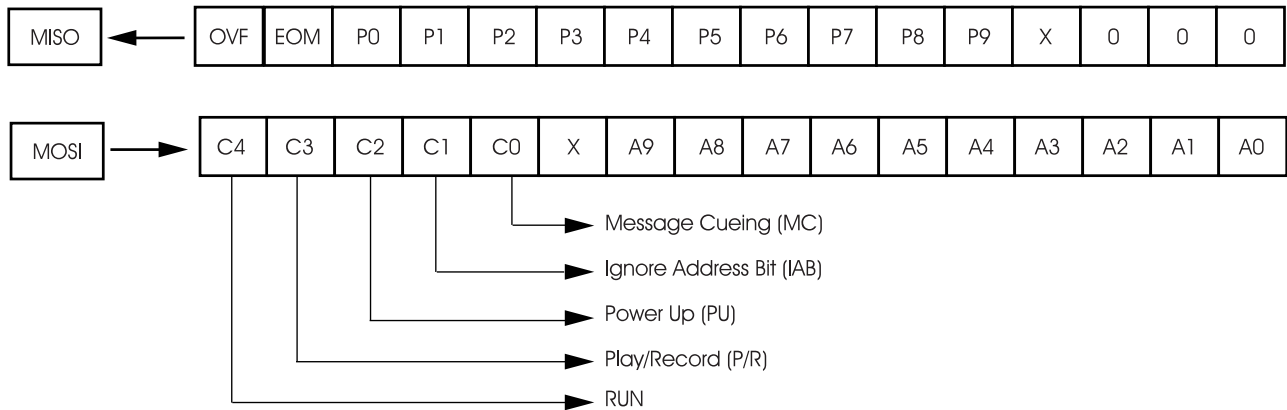 MISO OVF EOM P0 P1 P2 P3 P4 P5 P6 P7 P8 P9 X 0 0 0
MOSI C4 C3 C2 C1 C0 X A9 A8 A7 A6 A5 A4 A3 A2 A1 A0
Message Cueing (MC)
Ignore Address Bit (IAB)
Power Up (PU)
Play/Record (P/R)
RUN